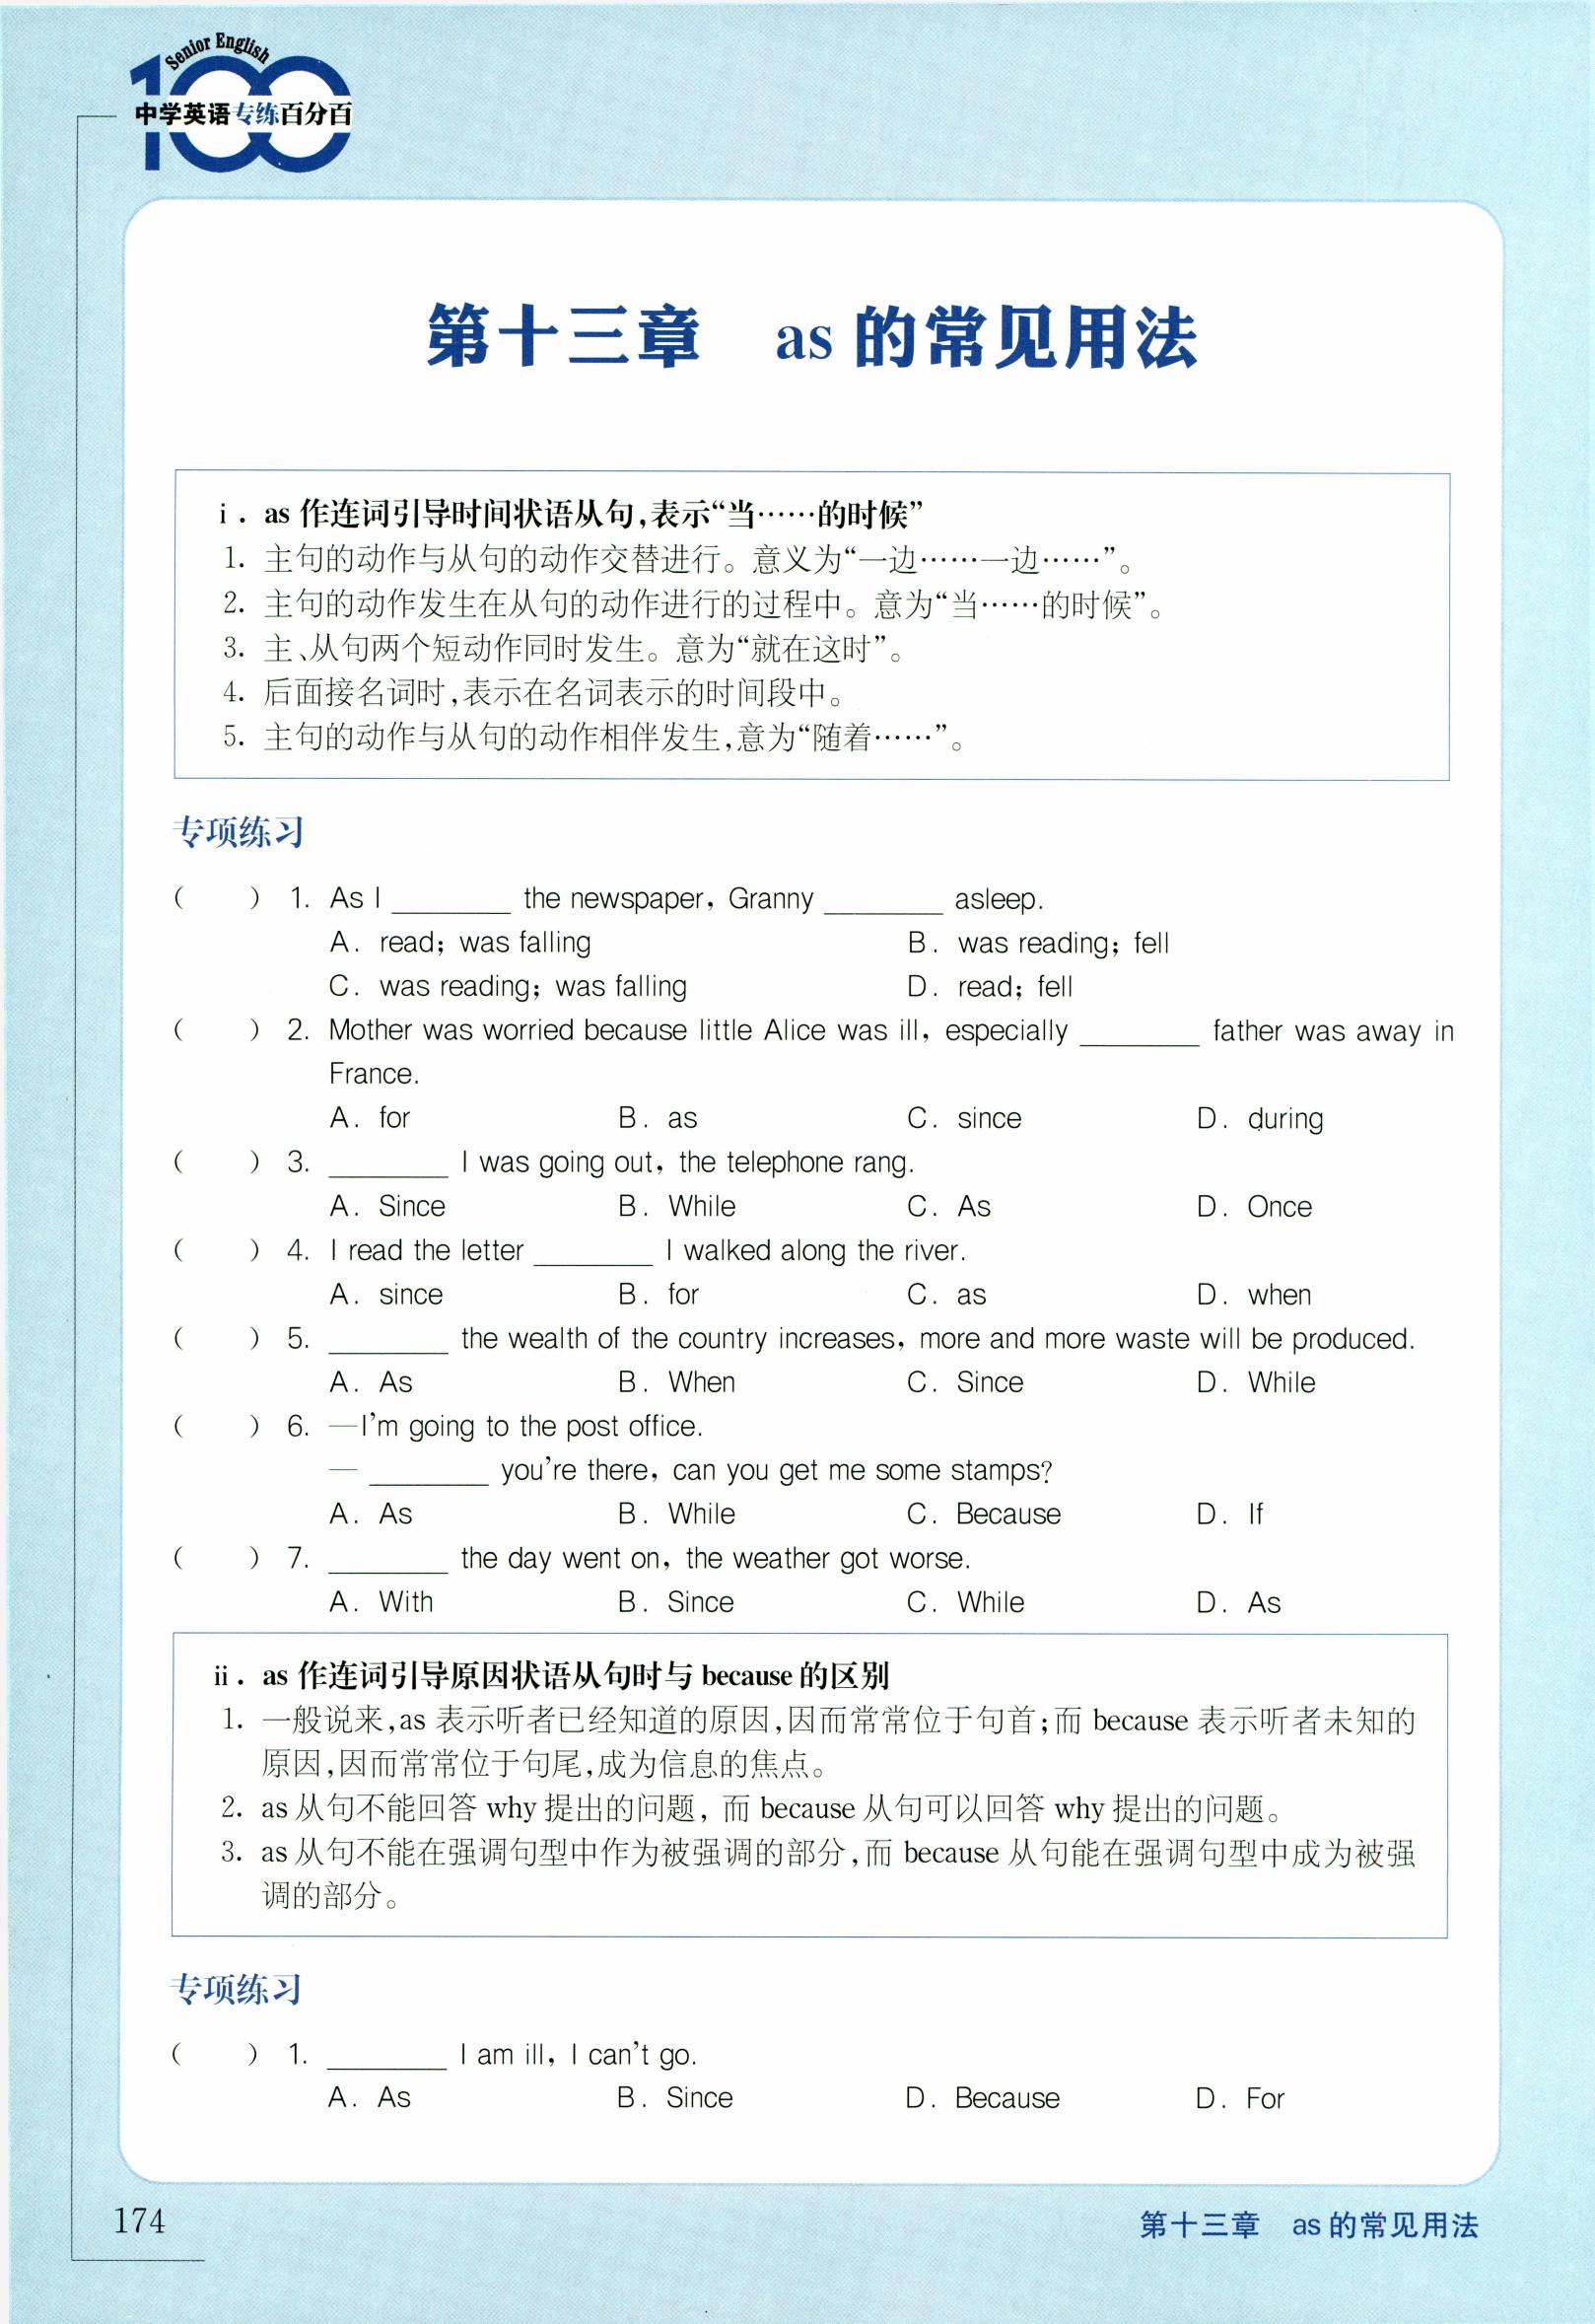 Senior English
100
中学英语专练百分百
第十三章 as 的常见用法
i. as 作连词引导时间状语从句,表示“当……的时候”
1. 主句的动作与从句的动作交替进行。意义为“一边……一边……”。
2. 主句的动作发生在从句的动作进行的过程中。意为“当……的时候”。
3. 主、从句两个短动作同时发生。意为“就在这时”。
4. 后面接名词时,表示在名词表示的时间段中。
5. 主句的动作与从句的动作相伴发生,意为“随着……”。
专项练习
( ) 1. As I ________ the newspaper, Granny ________ asleep.
A. read; was falling B. was reading; fell
C. was reading; was falling D. read; fell
( ) 2. Mother was worried because little Alice was ill, especially ________ father was away in
France.
A. for B. as C. since D. during
( ) 3. ________ I was going out, the telephone rang.
A. Since B. While C. As D. Once
( ) 4. I read the letter ________ I walked along the river.
A. since B. for C. as D. when
( ) 5. ________ the wealth of the country increases, more and more waste will be produced.
A. As B. When C. Since D. While
( ) 6. —I'm going to the post office.
— ________ you're there, can you get me some stamps?
A. As B. While C. Because D. If
( ) 7. ________ the day went on, the weather got worse.
A. With B. Since C. While D. As
ii. as 作连词引导原因状语从句时与 because 的区别
1. 一般说来,as 表示听者已经知道的原因,因而常常位于句首;而 because 表示听者未知的
原因,因而常常位于句尾,成为信息的焦点。
2. as 从句不能回答 why 提出的问题, 而 because 从句可以回答 why 提出的问题。
3. as 从句不能在强调句型中作为被强调的部分,而 because 从句能在强调句型中成为被强
调的部分。
专项练习
( ) 1. ________ I am ill, I can't go.
A. As B. Since D. Because D. For
174
第十三章 as 的常见用法